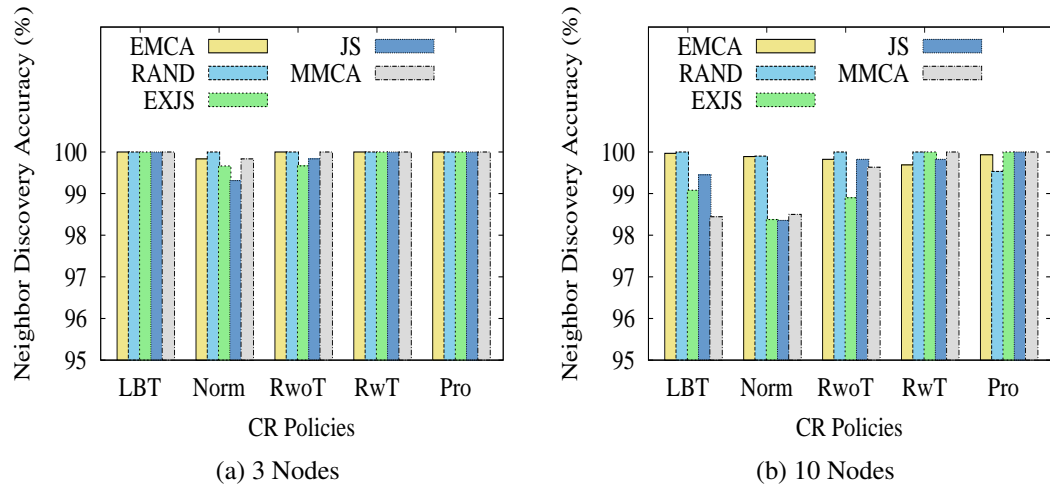 Neighbor Discovery Accuracy (%)
EMCA
RAND
EXJS
JS
MMCA
100
99
98
97
96
95
LBT Norm RwoT RwT Pro
CR Policies
(a) 3 Nodes
Neighbor Discovery Accuracy (%)
EMCA
RAND
EXJS
JS
MMCA
100
99
98
97
96
95
LBT Norm RwoT RwT Pro
CR Policies
(b) 10 Nodes